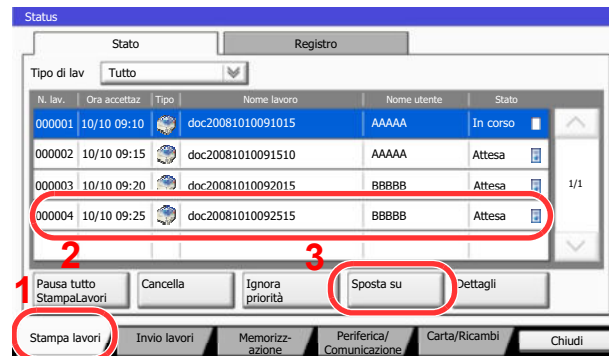 Status
Stato Registro
Tipo di lav Tutto
N. lav. Ora accettaz Tipo Nome lavoro Nome utente Stato
000001 10/10 09:10 doc20081010091015 AAAAA In corso
000002 10/10 09:15 doc20081010091510 AAAAA Attesa
000003 10/10 09:20 doc20081010092015 BBBBB Attesa
1/1
000004 10/10 09:25 doc20081010092515 BBBBB Attesa
2 3
1
Pausa tutto
StampaLavori
Cancella
Ignora
priorità
Sposta su
Dettagli
Stampa lavori
Invio lavori
Memorizz-
azione
Periferica/
Comunicazione
Carta/Ricambi
Chiudi